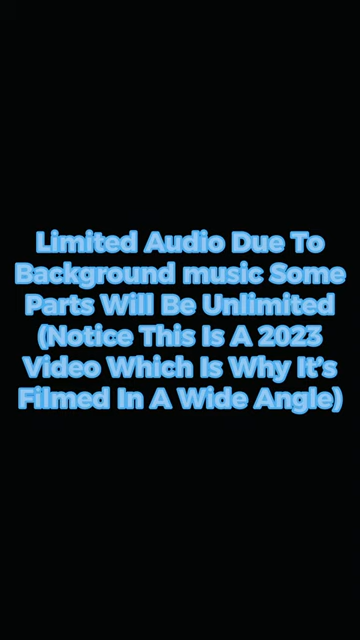 Limited Audio Due To
Background music Some
Parts Will Be Unlimited
(Notice This Is A 2023
Video Which Is Why It's
Filmed In A Wide Angle)